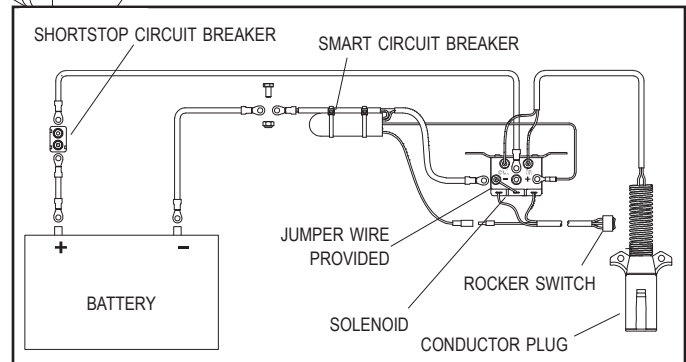 SHORTSTOP CIRCUIT BREAKER
SMART CIRCUIT BREAKER
- +
+ -
JUMPER WIRE
PROVIDED
ROCKER SWITCH
BATTERY
SOLENOID
CONDUCTOR PLUG